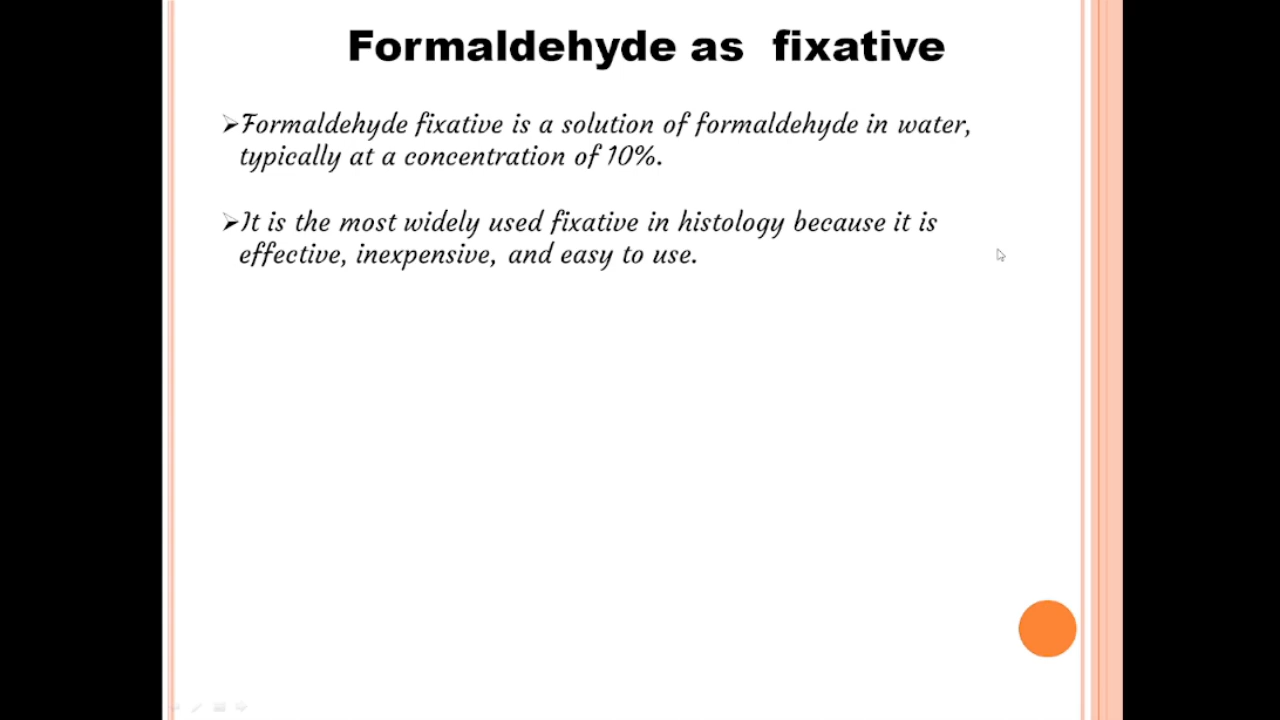 Formaldehyde as fixative
➢Formaldehyde fixative is a solution of formaldehyde in water,
typically at a concentration of 10%.
➢It is the most widely used fixative in histology because it is
effective, inexpensive, and easy to use.